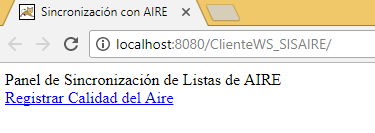 Sincronización con AIRE
localhost:8080/ClienteWS_SISAIRE/
Panel de Sincronización de Listas de AIRE
Registrar Calidad del Aire